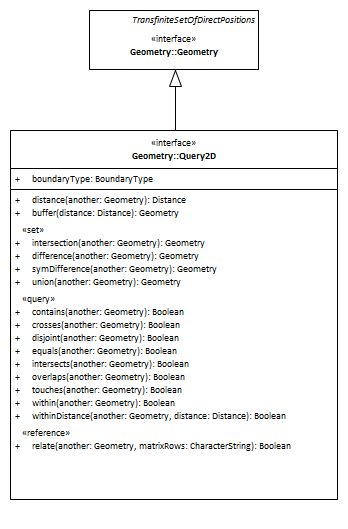 TransfiniteSetOfDirectPositions
«interface»
Geometry::Geometry
«interface»
Geometry::Query2D
+ boundaryType: BoundaryType
+ distance(another: Geometry): Distance
+ buffer(distance: Distance): Geometry
«set»
+ intersection(another: Geometry): Geometry
+ difference(another: Geometry): Geometry
+ symDifference(another: Geometry): Geometry
+ union(another: Geometry): Geometry
«query»
+ contains(another: Geometry): Boolean
+ crosses(another: Geometry): Boolean
+ disjoint(another: Geometry): Boolean
+ equals(another: Geometry): Boolean
+ intersects(another: Geometry): Boolean
+ overlaps(another: Geometry): Boolean
+ touches(another: Geometry): Boolean
+ within(another: Geometry): Boolean
+ withinDistance(another: Geometry, distance: Distance): Boolean
«reference»
+ relate(another: Geometry, matrixRows: CharacterString): Boolean